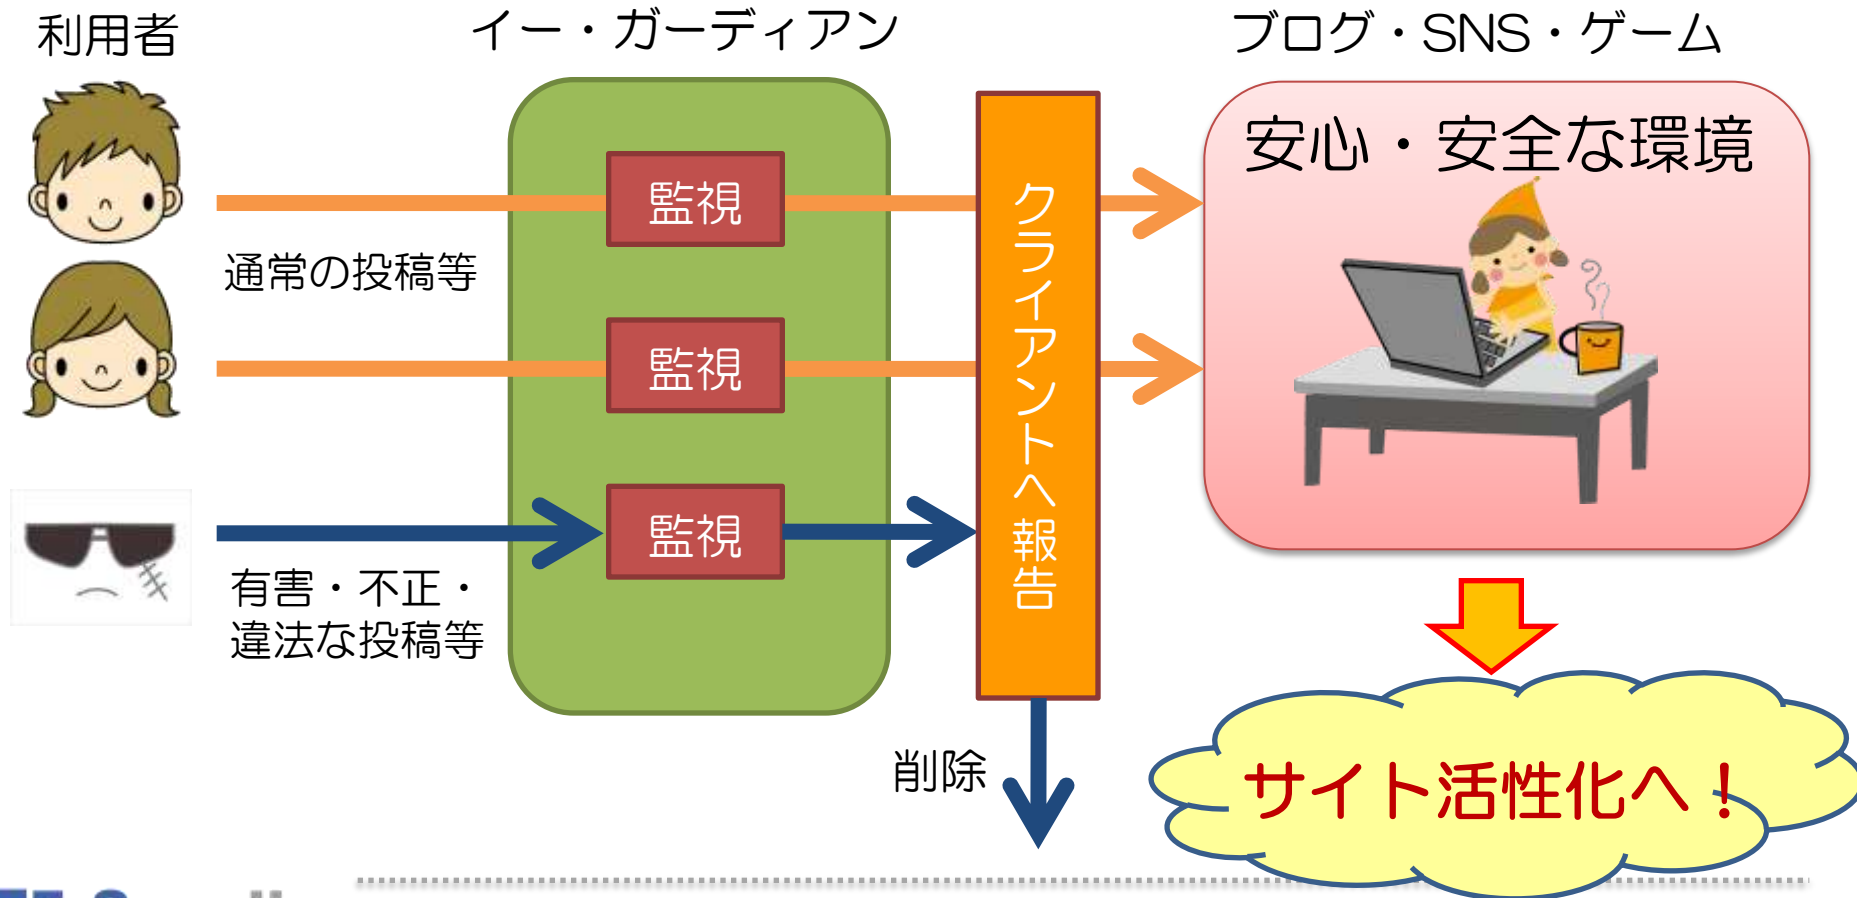 利用者
イー・ガーディアン
ブログ・SNS・ゲーム
安心・安全な環境
監視
通常の投稿等
監視
監視
有害・不正・
違法な投稿等
クライアントへ報告
削除
サイト活性化へ！